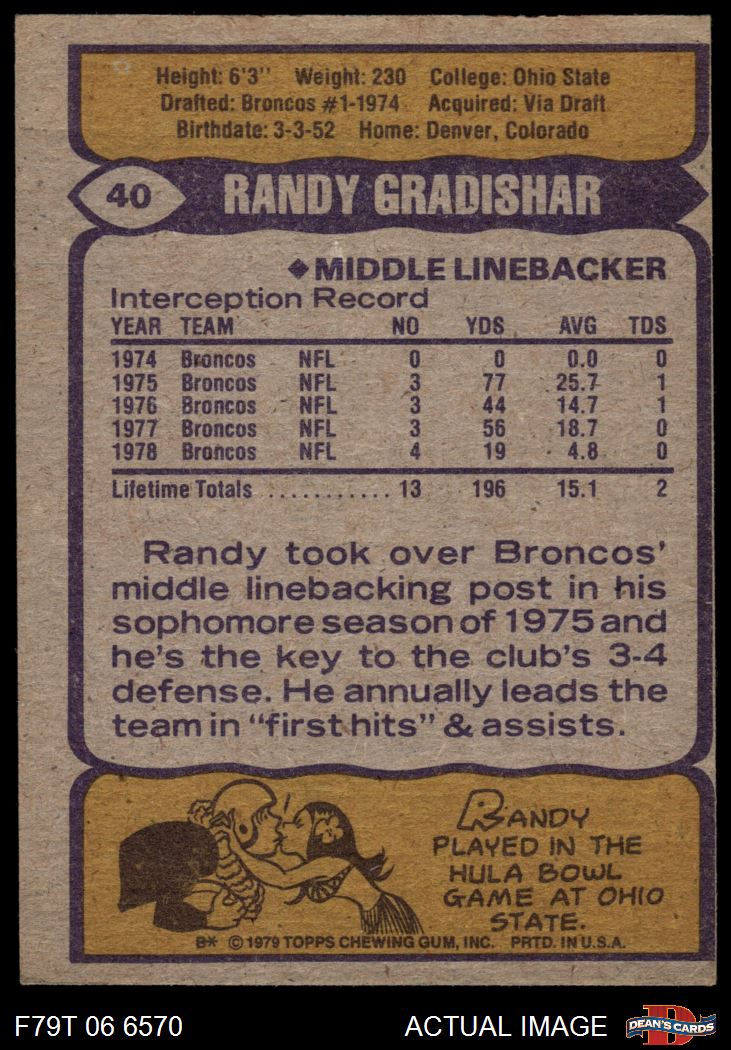 Height: 6'3" Weight: 230 College: Ohio State
Drafted: Broncos #1-1974 Acquired: Via Draft
Birthdate: 3-3-52 Home: Denver, Colorado
40 RANDY GRADISHAR
◆ MIDDLE LINEBACKER
Interception Record
YEAR TEAM NO YDS AVG TDS
1974 Broncos NFL 0 0 0.0 0
1975 Broncos NFL 3 77 25.7 1
1976 Broncos NFL 3 44 14.7 1
1977 Broncos NFL 3 56 18.7 0
1978 Broncos NFL 4 19 4.8 0
Lifetime Totals ........... 13 196 15.1 2
Randy took over Broncos'
middle linebacking post in his
sophomore season of 1975 and
he's the key to the club's 3-4
defense. He annually leads the
team in "first hits" & assists.
RANDY
PLAYED IN THE
HULA BOWL
GAME AT OHIO
STATE.
B* © 1979 TOPPS CHEWING GUM, INC. PRTD. IN U.S.A.
F79T 06 6570 ACTUAL IMAGE DEAN'S CARDS